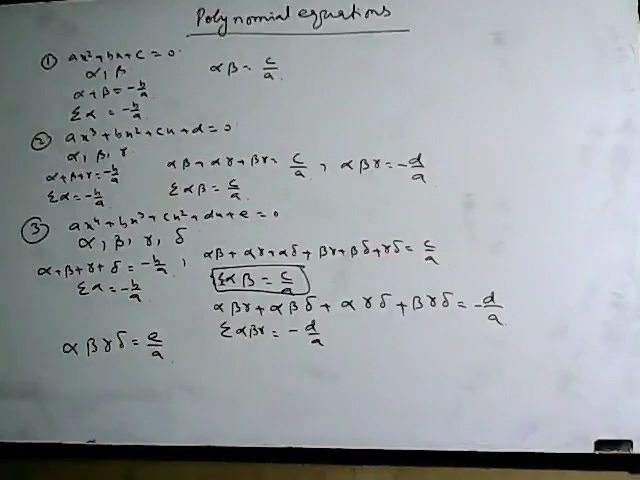 Polynomial equations
① ax² + bx + c = 0
α, β
α + β = -b/a
αβ = c/a
Σα = -b/a
② ax³ + bx² + cx + d = 0
α, β, γ
α + β + γ = -b/a
αβ + αγ + βγ = c/a , αβγ = -d/a
Σα = -b/a
Σαβ = c/a
③ ax⁴ + bx³ + cx² + dx + e = 0
α, β, γ, δ
α + β + γ + δ = -b/a ,
αβ + αγ + αδ + βγ + βδ + γδ = c/a
Σα = -b/a
Σαβ = c/a
αβγ + αβδ + αγδ + βγδ = -d/a
Σαβγ = -d/a
αβγδ = e/a